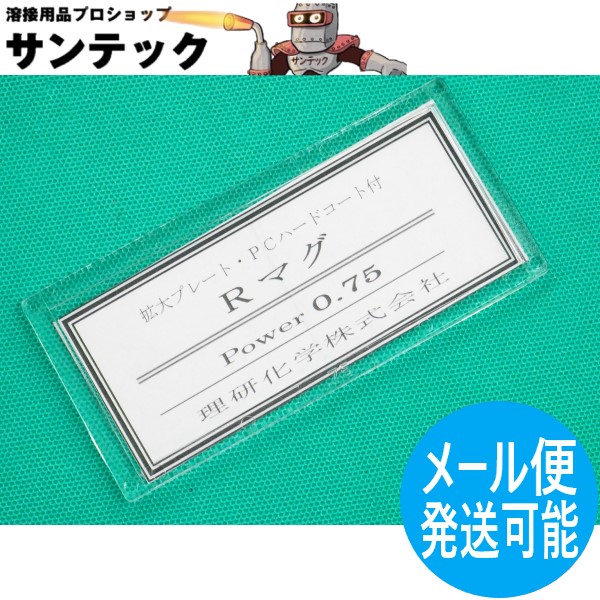 溶接用品プロショップ
サンテック
サンテック
拡大プレート・PCハードコート付
Rマグ
Power 0.75
理研化学株式会社
メール便
発送可能